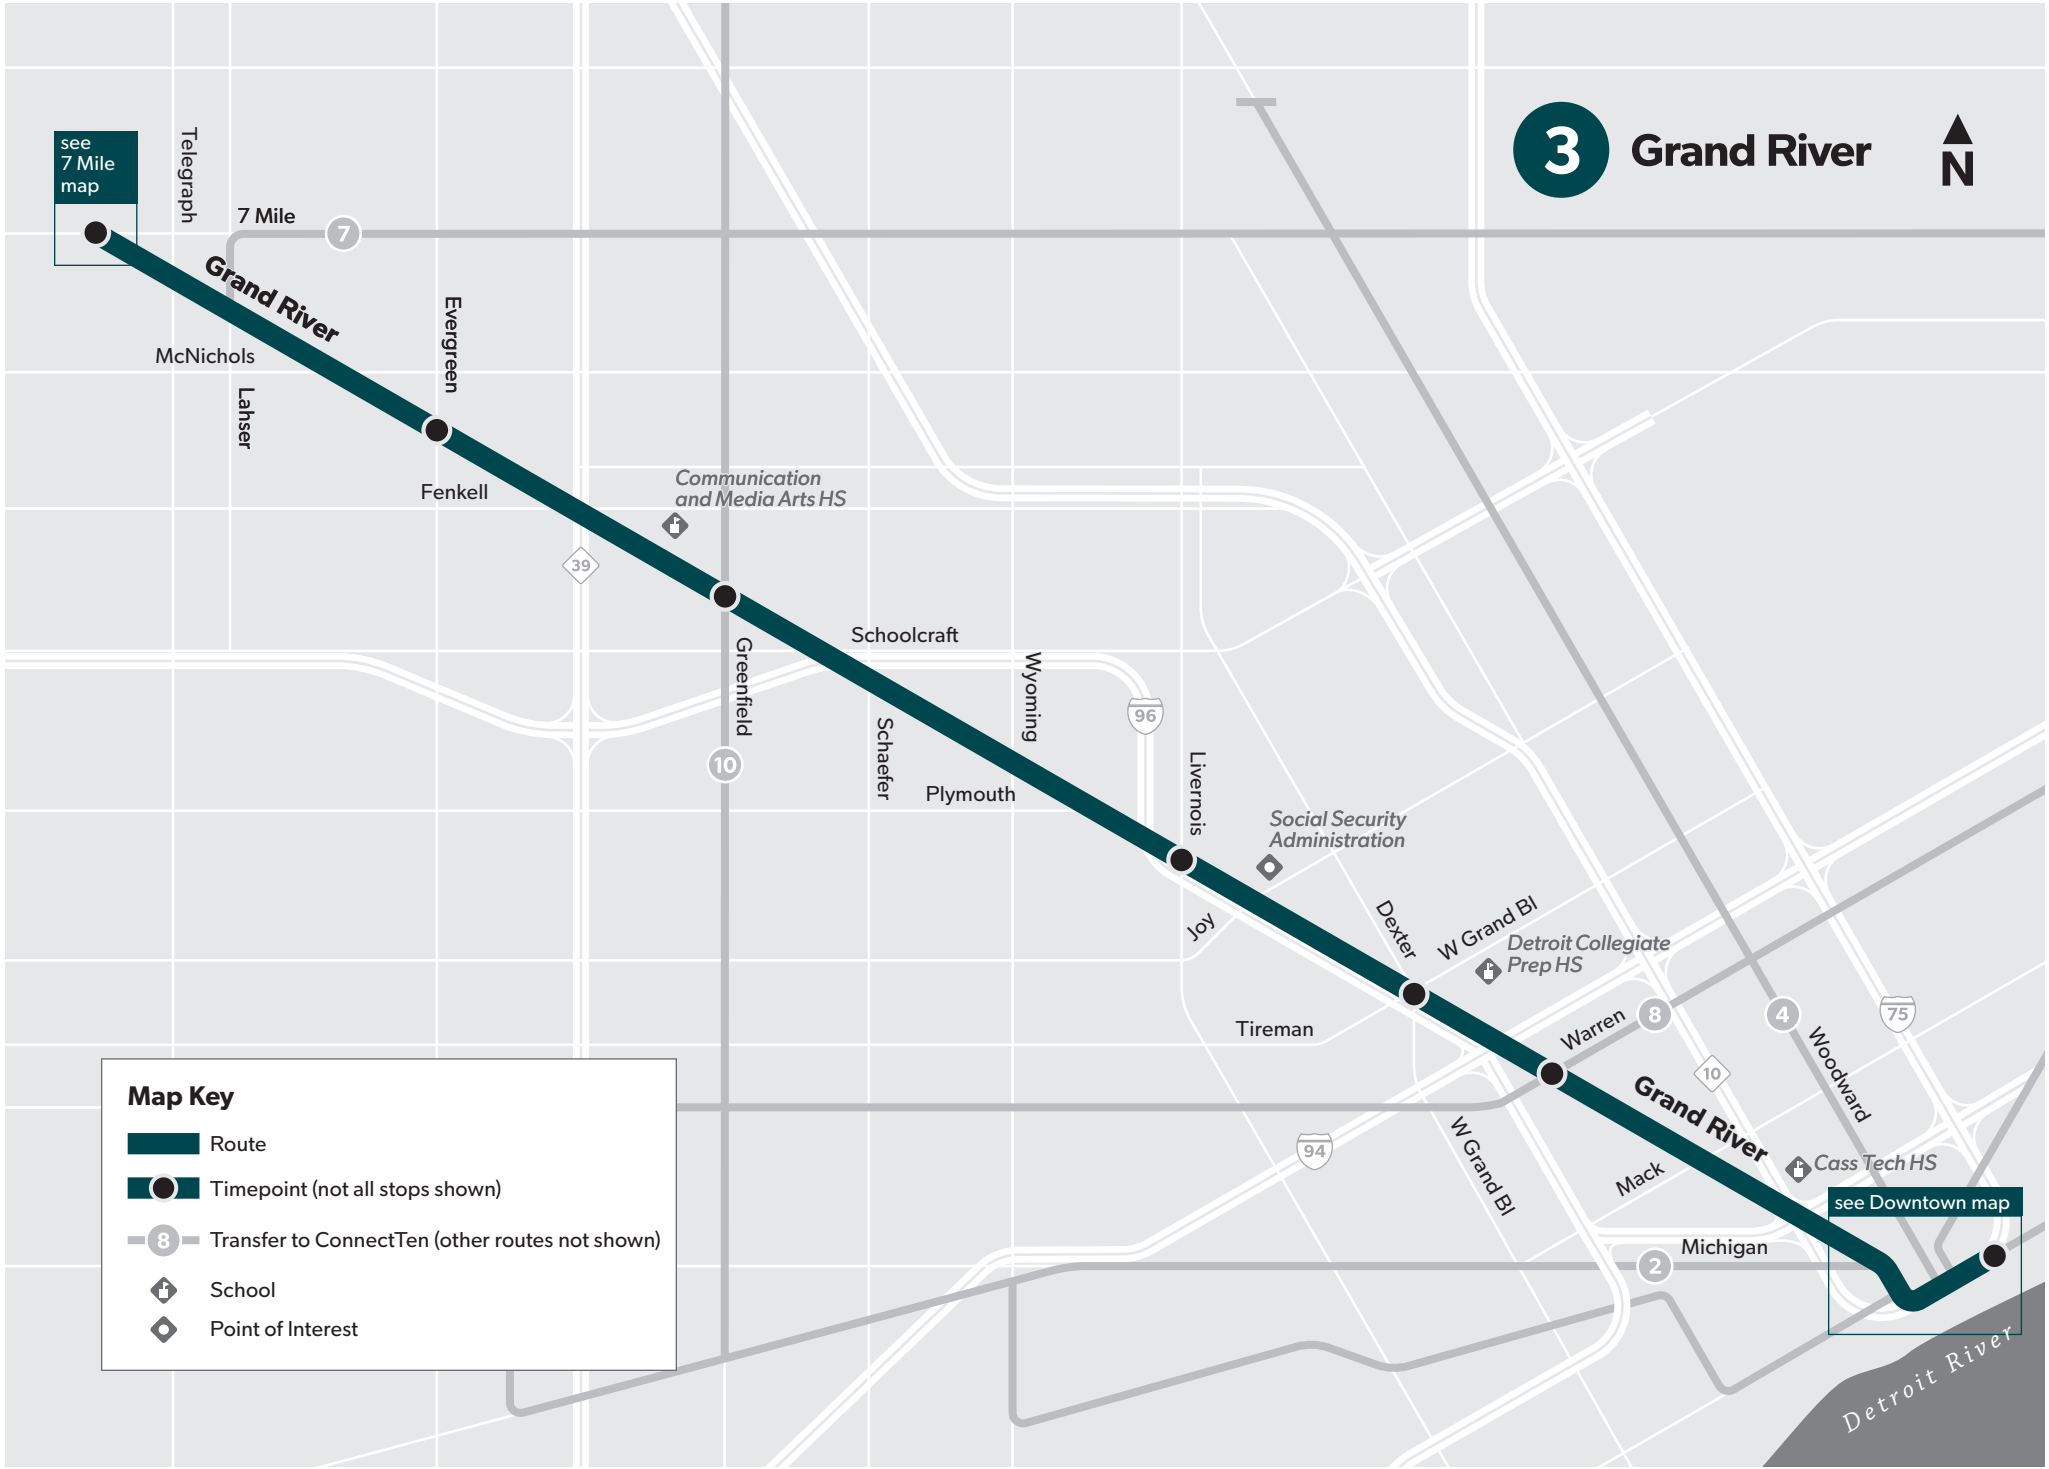 see
7 Mile
map
Telegraph
7 Mile
7
3
Grand River
N
Grand River
Evergreen
McNichols
Lahser
Fenkell
Communication
and Media Arts HS
39
Schoolcraft
Greenfield
Wyoming
96
Schaefer
10
Plymouth
Livernois
Social Security
Administration
Joy
Dexter
W Grand Bl
Detroit Collegiate
Prep HS
Tireman
Warren
8
4
75
Woodward
10
Grand River
94
W Grand Bl
Mack
Cass Tech HS
see Downtown map
Michigan
2
Detroit River
Map Key
Route
Timepoint (not all stops shown)
8
Transfer to ConnectTen (other routes not shown)
School
Point of Interest